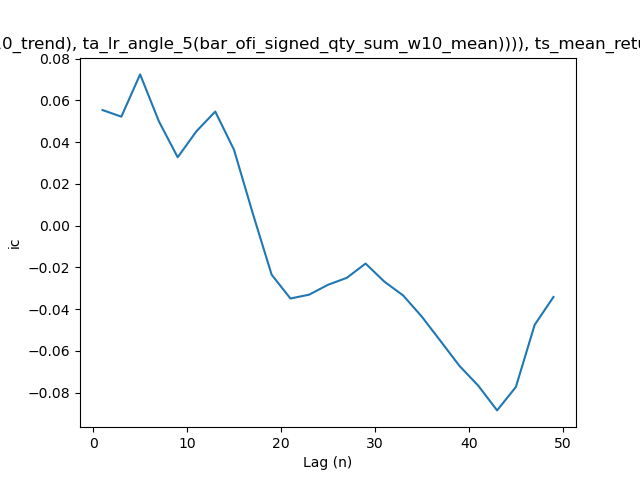 .0_trend), ta_lr_angle_5(bar_ofi_signed_qty_sum_w10_mean)))), ts_mean_retu
0.08
0.06
0.04
0.02
0.00
−0.02
−0.04
−0.06
−0.08
ic
0 10 20 30 40 50
Lag (n)